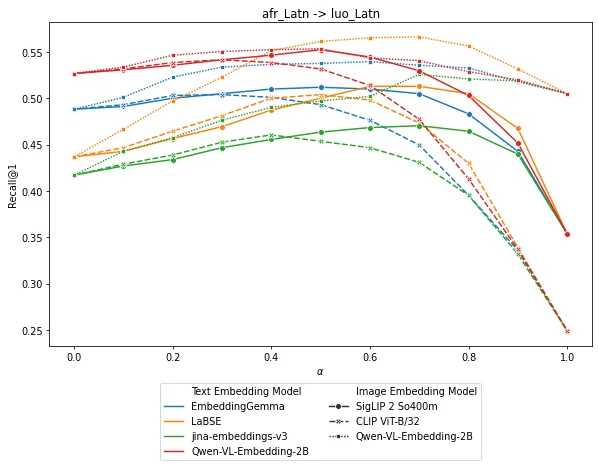 afr_Latn -> luo_Latn
Recall@1
0.55
0.50
0.45
0.40
0.35
0.30
0.25
0.0 0.2 0.4 0.6 0.8 1.0
α
Text Embedding Model Image Embedding Model
EmbeddingGemma SigLIP 2 So400m
LaBSE CLIP ViT-B/32
jina-embeddings-v3 Qwen-VL-Embedding-2B
Qwen-VL-Embedding-2B